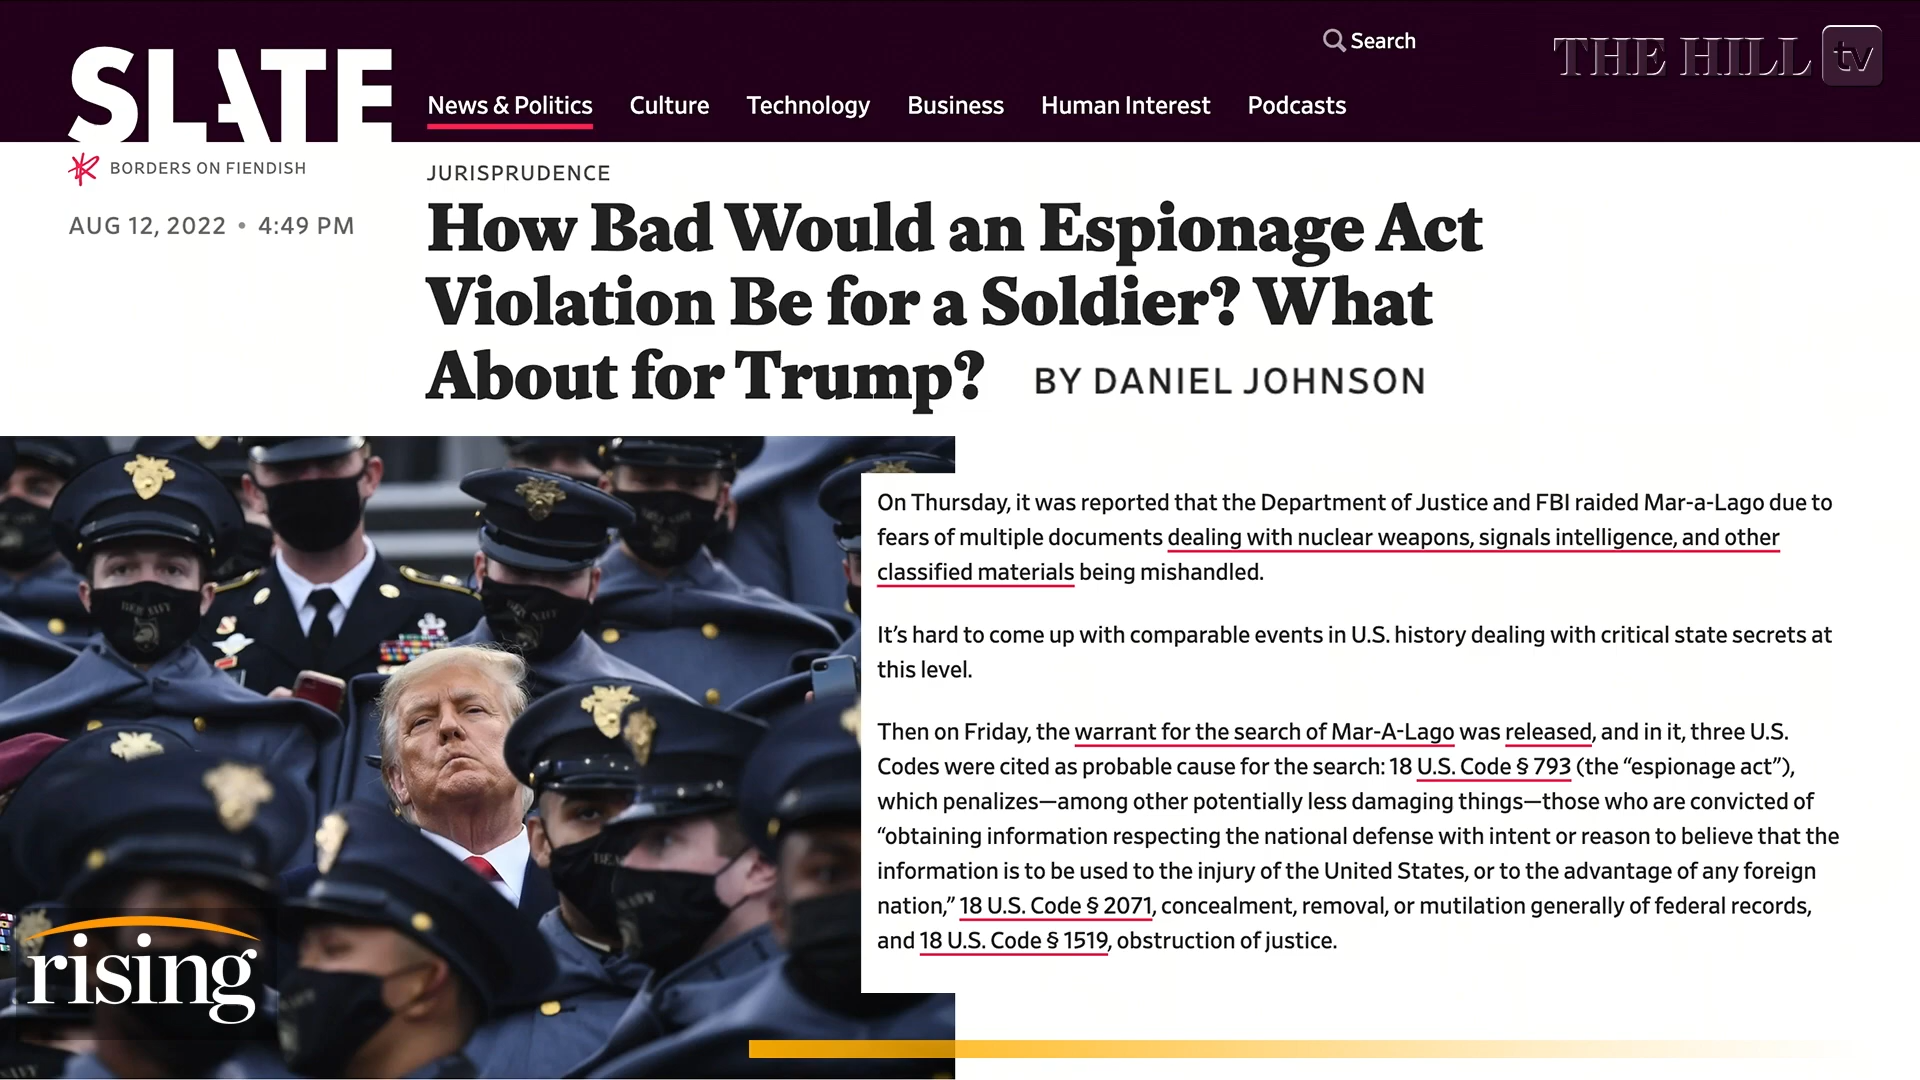 SLATE
Search
THE HILL tv
News & Politics Culture Technology Business Human Interest Podcasts
BORDERS ON FIENDISH
AUG 12, 2022 • 4:49 PM
JURISPRUDENCE
How Bad Would an Espionage Act
Violation Be for a Soldier? What
About for Trump? BY DANIEL JOHNSON
On Thursday, it was reported that the Department of Justice and FBI raided Mar-a-Lago due to
fears of multiple documents dealing with nuclear weapons, signals intelligence, and other
classified materials being mishandled.
It’s hard to come up with comparable events in U.S. history dealing with critical state secrets at
this level.
Then on Friday, the warrant for the search of Mar-A-Lago was released, and in it, three U.S.
Codes were cited as probable cause for the search: 18 U.S. Code § 793 (the “espionage act”),
which penalizes—among other potentially less damaging things—those who are convicted of
“obtaining information respecting the national defense with intent or reason to believe that the
information is to be used to the injury of the United States, or to the advantage of any foreign
nation,” 18 U.S. Code § 2071, concealment, removal, or mutilation generally of federal records,
and 18 U.S. Code § 1519, obstruction of justice.
rising